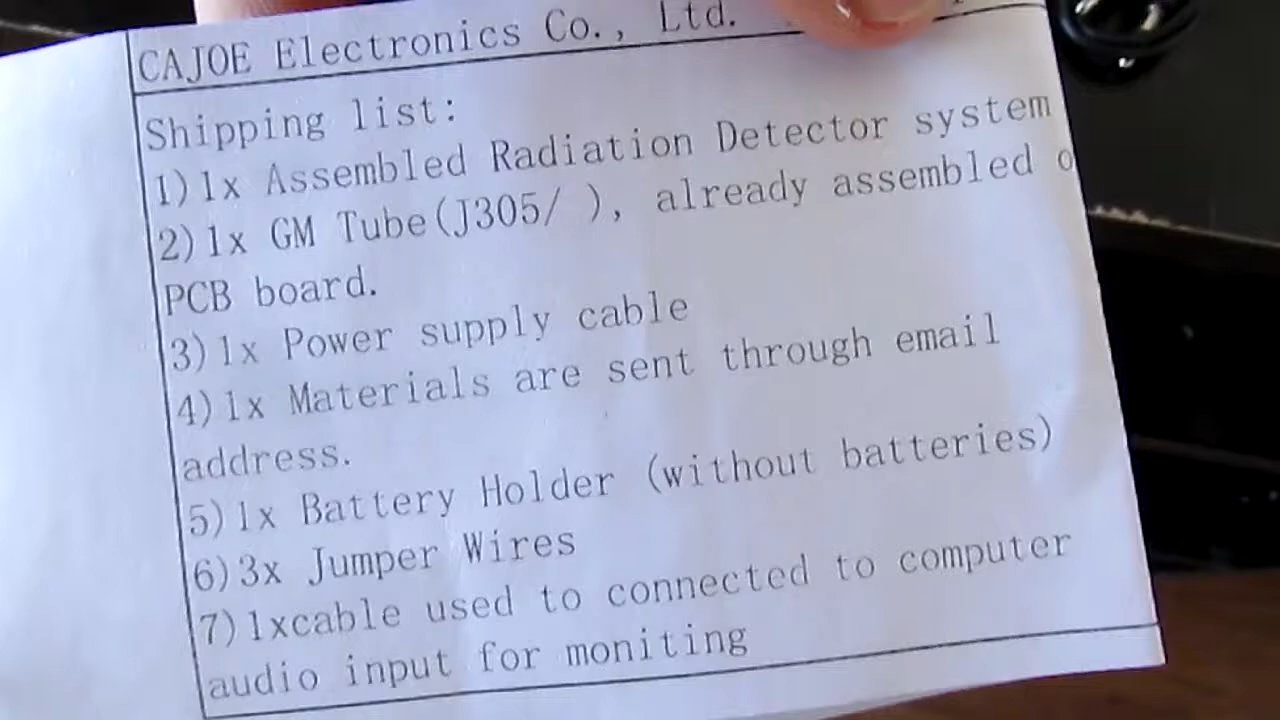 CAJOE Electronics Co., Ltd.
Shipping list:
1)1x Assembled Radiation Detector system
2)1x GM Tube(J305/ ), already assembled o
PCB board.
3)1x Power supply cable
4)1x Materials are sent through email
address.
5)1x Battery Holder (without batteries)
6)3x Jumper Wires
7)1xcable used to connected to computer
audio input for moniting